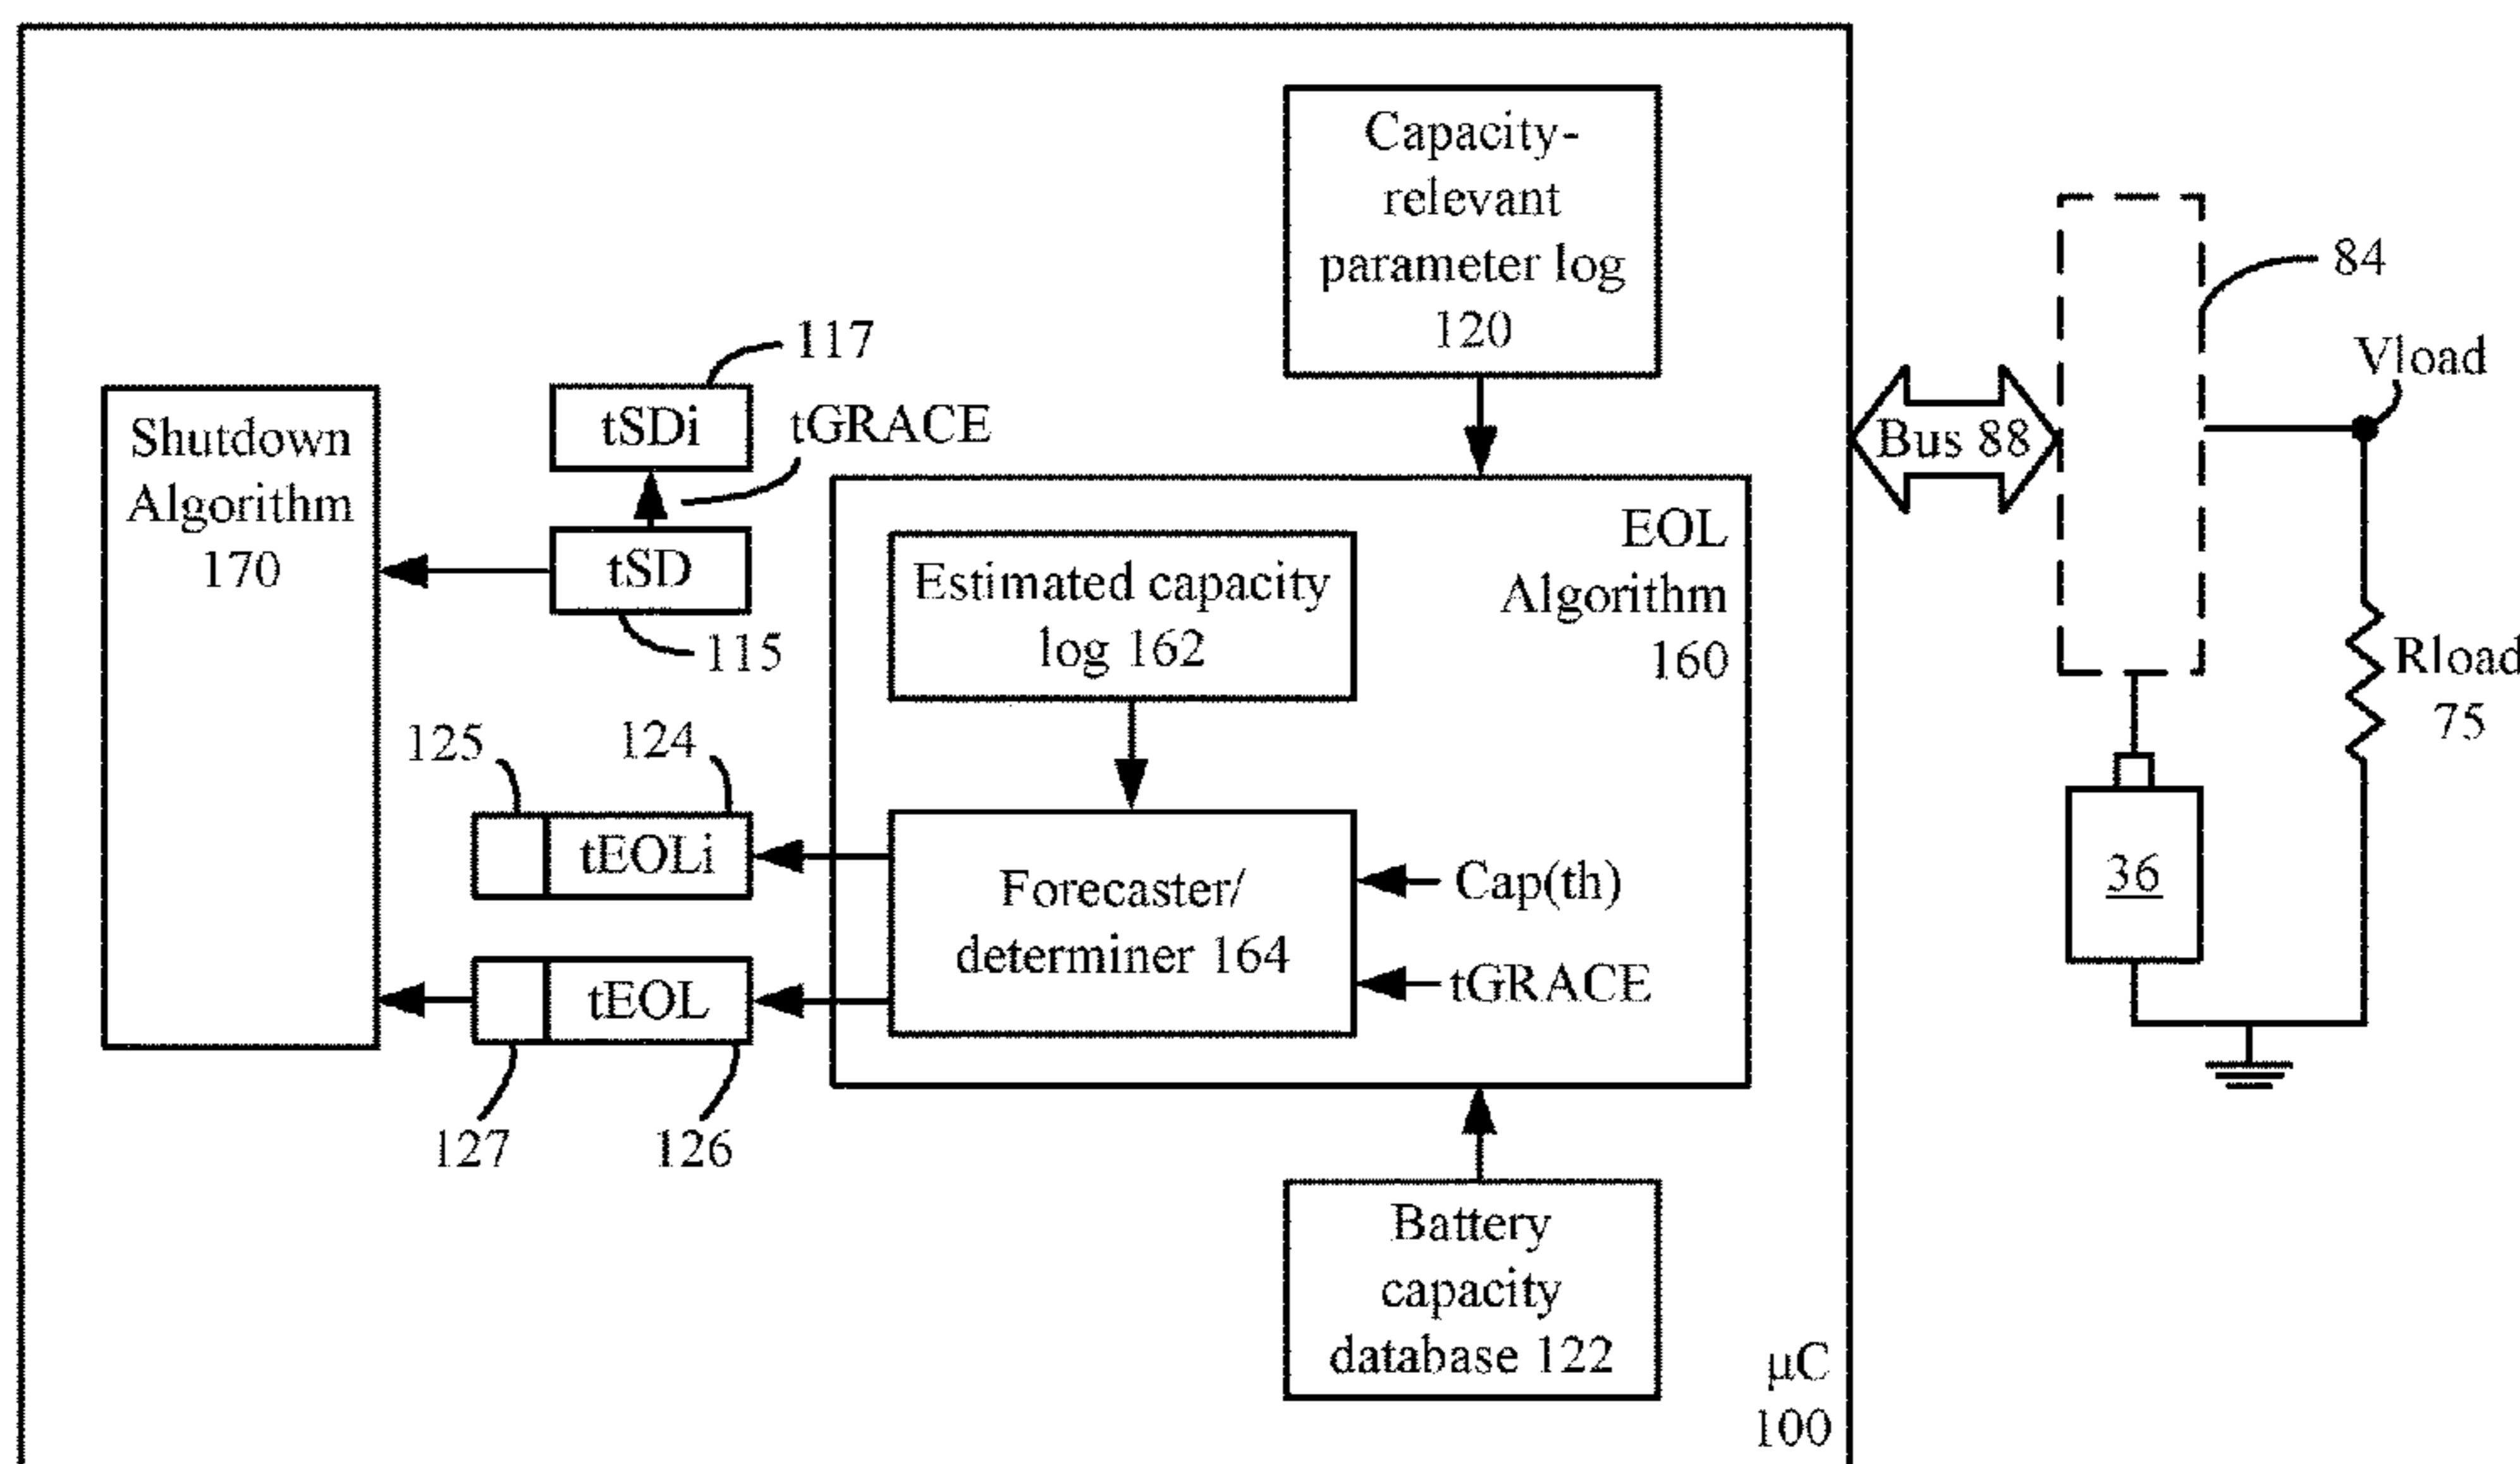 Capacity-
relevant
parameter log
120
84
Vload
117
tSDi
tGRACE
Shutdown
Algorithm
170
tSD
115
Bus 88
EOL
Algorithm
160
Estimated capacity
log 162
Rload
75
125
124
tEOLi
Forecaster/
determiner 164
Cap(th)
tGRACE
36
tEOL
127
126
Battery
capacity
database 122
µC
100